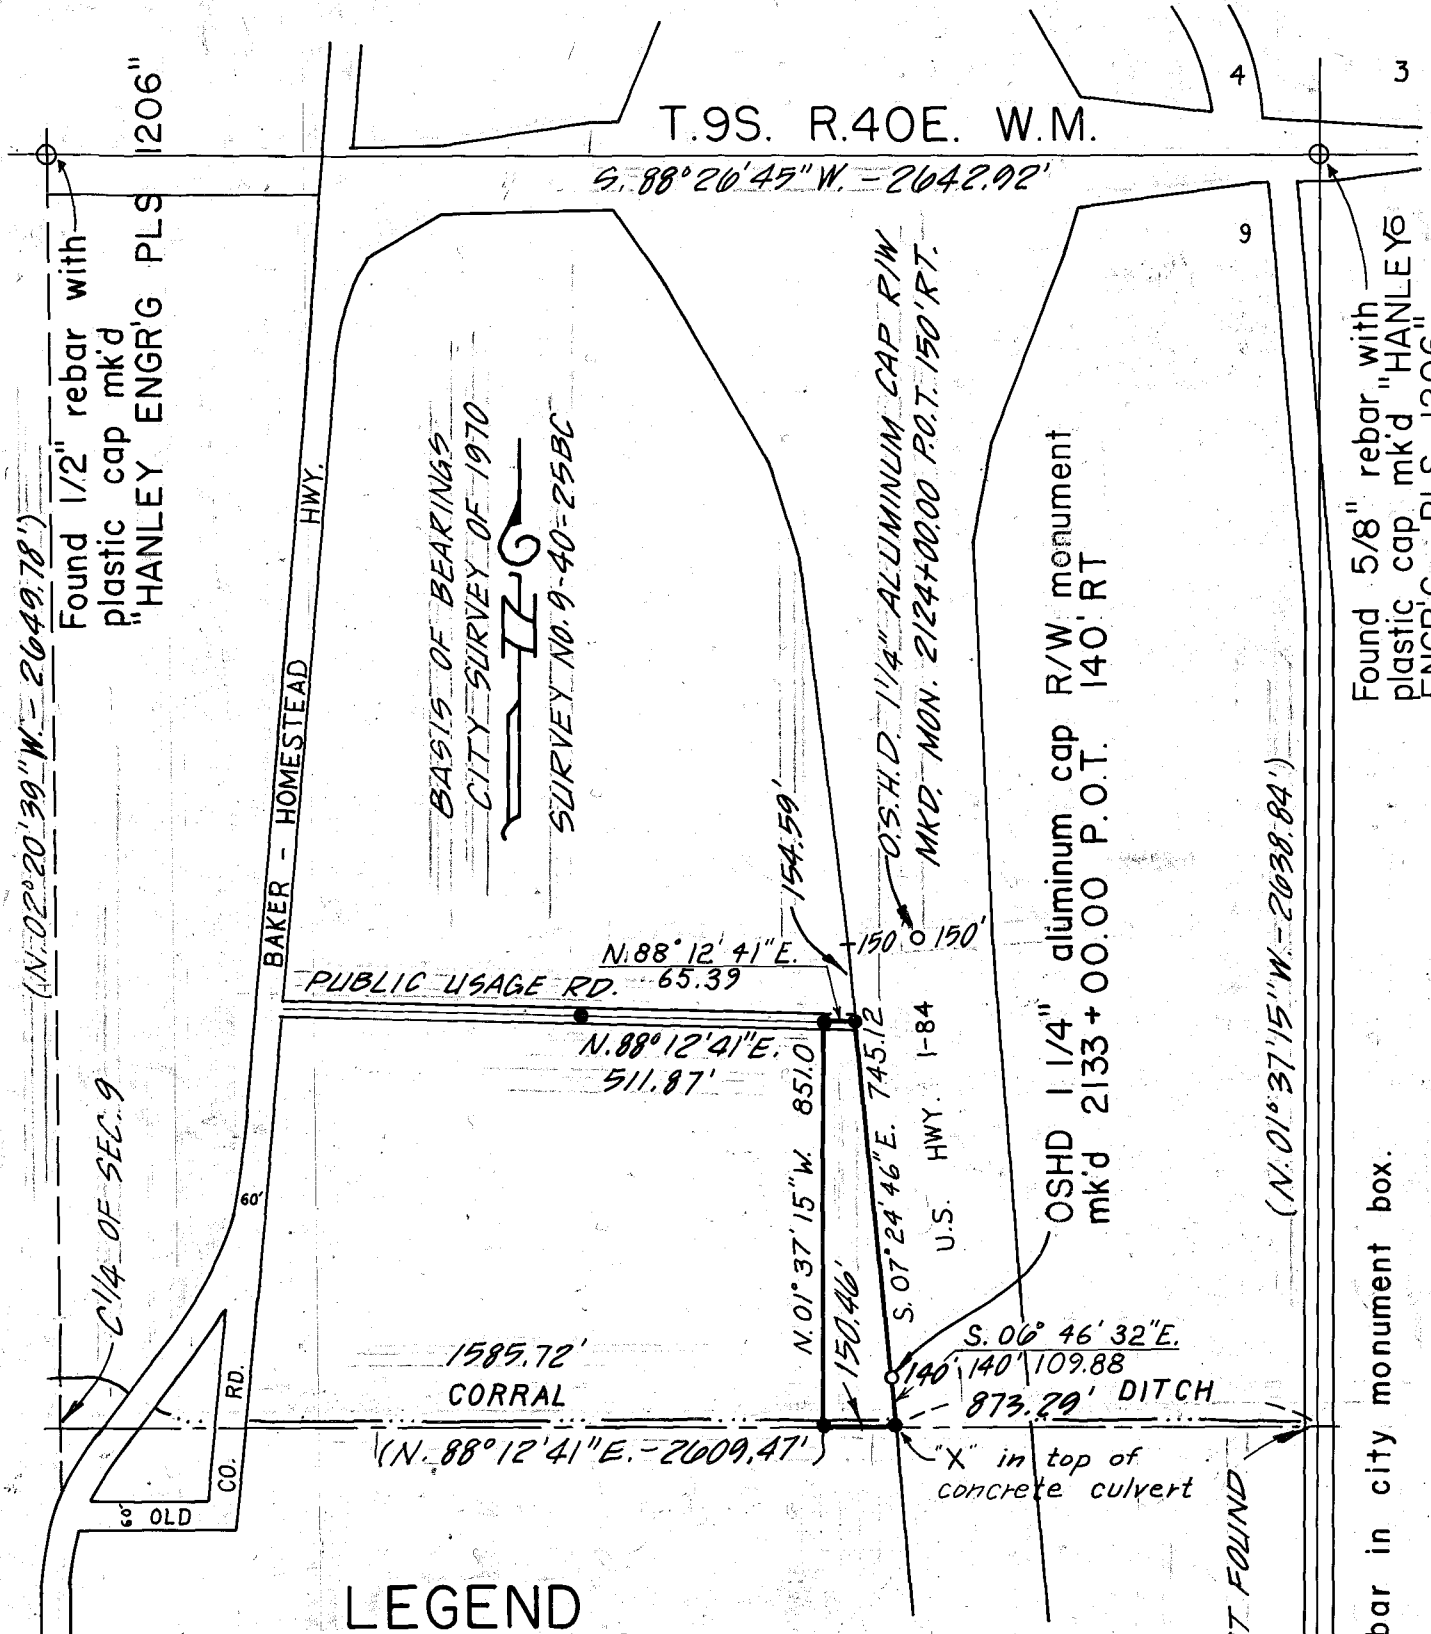 T.9S. R.40E. W.M.
S. 88°26'45"W. - 2642.92'
4
3
9
Found 1/2" rebar with
plastic cap mk'd
"HANLEY ENGR'G PLS 1206"
(N. 02°20'39"W. - 2649.78')
BAKER - HOMESTEAD HWY.
BASIS OF BEARINGS
CITY SURVEY OF 1970
N
SURVEY NO. 9-40-25BC
O.S.H.D. 1 1/4" ALUMINUM CAP R/W
MKD. MON. 2124+00.00 P.O.T. 150' RT.
OSHD 1 1/4" aluminum cap R/W monument
mk'd 2133+00.00 P.O.T. 140' RT
Found 5/8" rebar with
plastic cap mk'd "HANLEY
ENGR'G PLS 1206"
(N. 01°37'15"W. - 2638.84')
154.59'
150
150'
N. 88° 12' 41"E.
65.39
PUBLIC USAGE RD.
N. 88°12'41"E.
511.87'
N. 01° 37' 15"W. 851.0
S. 07° 24' 46"E. 745.12
U.S. HWY. I-84
C 1/4 OF SEC. 9
60'
150.46'
S. 06° 46' 32"E.
140' 140' 109.88
1585.72'
CORRAL
873.29' DITCH
(N. 88°12'41"E. - 2609.47')
"X" in top of
concrete culvert
CO. RD.
60' OLD
FOUND
bar in city monument box.
LEGEND